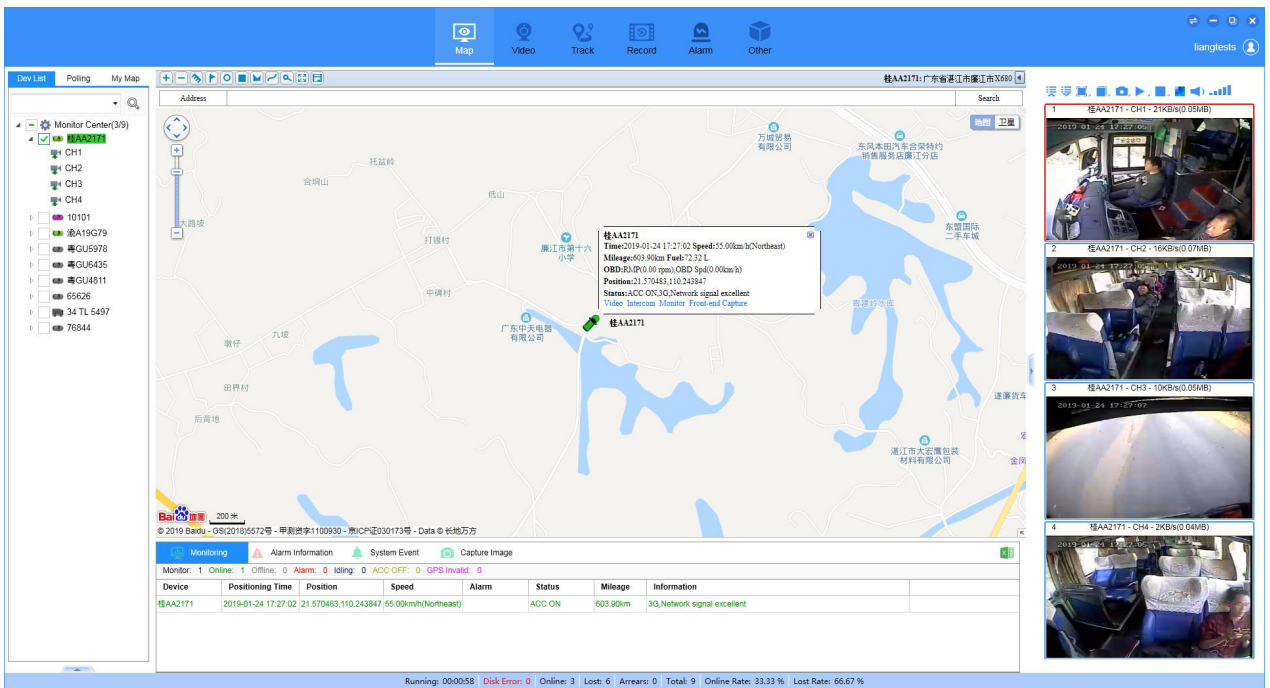 Map
Video
Track
Record
Alarm
Other
liangtests
Dev List
Polling
My Map
Monitor Center(3/9)
桂AA2171
CH1
CH2
CH3
CH4
10101
渝A19G79
粤GU5978
粤GU6435
粤GU4811
65626
34 TL 5497
76844
桂AA2171: 广东省湛江市廉江市X680
Address
Search
地图
卫星
万城贸易
有限公司
东风本田汽车合荣特约
销售服务店廉江分店
托盆岭
合垌山
低山
大路坡
打银村
廉江市第十六
小学
东盟国际
二手车城
中碑村
广东中天电器
有限公司
九坡
墩仔
田界村
后背地
遂廉货车
湛江市大宏鹰包装
材料有限公司
金凤
桂AA2171
Time:2019-01-24 17:27:02 Speed:55.00km/h(Northeast)
Mileage:603.90km Fuel:72.32 L
OBD:RMP(0.00 rpm),OBD Spd(0.00km/h)
Position:21.570483,110.243847
Status:ACC ON,3G,Network signal excellent
Video Intercom Monitor Front-end Capture
桂AA2171
Bai 地图
200 米
© 2019 Baidu - GS(2018)5572号 - 甲测资字1100930 - 京ICP证030173号 - Data © 长地万方
1 桂AA2171 - CH1 - 21KB/s(0.05MB)
2019-01-24 17:27:05
2 桂AA2171 - CH2 - 16KB/s(0.07MB)
3 桂AA2171 - CH3 - 10KB/s(0.05MB)
2019-01-24 17:27:07
4 桂AA2171 - CH4 - 2KB/s(0.04MB)
Monitoring
Alarm Information
System Event
Capture Image
Monitor: 1 Online: 1 Offline: 0 Alarm: 0 Idling: 0 ACC OFF: 0 GPS Invalid: 0
Device Positioning Time Position Speed Alarm Status Mileage Information
桂AA2171 2019-01-24 17:27:02 21.570483,110.243847 55.00km/h(Northeast) ACC ON 603.90km 3G,Network signal excellent
Running: 00:00:58 Disk Error: 0 Online: 3 Lost: 6 Arrears: 0 Total: 9 Online Rate: 33.33 % Lost Rate: 66.67 %